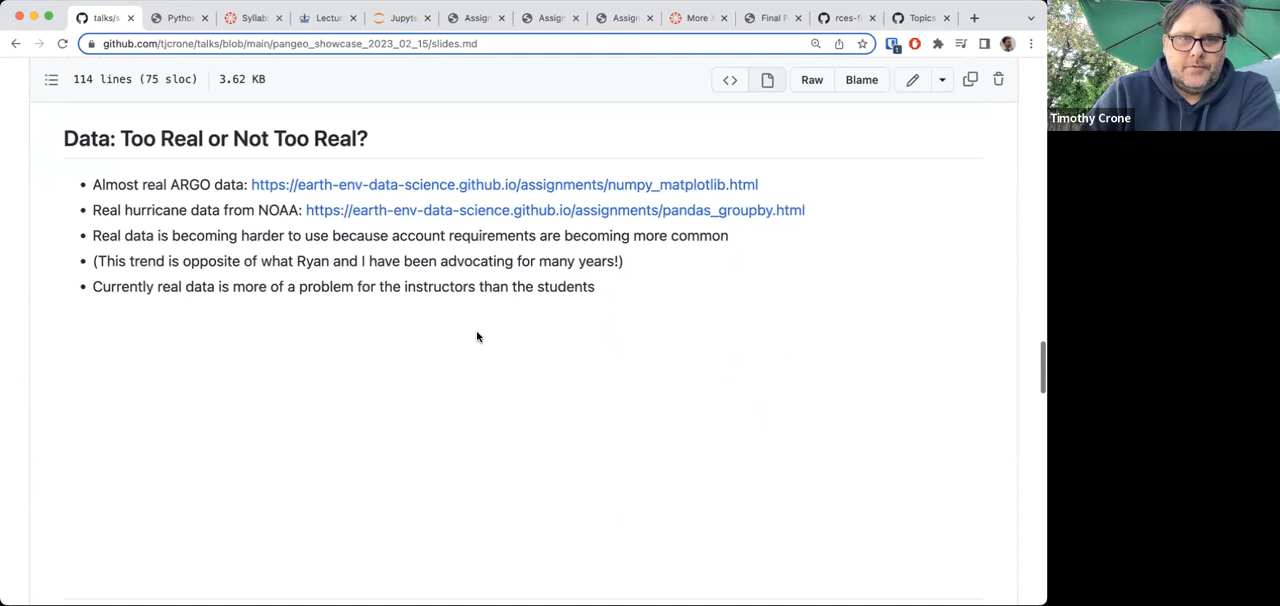 talks/s
Python
Syllab
Lectur
Jupyte
Assign
Assign
Assign
More
Final P
rces-fi
Topics
github.com/tjcrone/talks/blob/main/pangeo_showcase_2023_02_15/slides.md
114 lines (75 sloc) 3.62 KB
Raw
Blame
Timothy Crone
Data: Too Real or Not Too Real?
• Almost real ARGO data: https://earth-env-data-science.github.io/assignments/numpy_matplotlib.html
• Real hurricane data from NOAA: https://earth-env-data-science.github.io/assignments/pandas_groupby.html
• Real data is becoming harder to use because account requirements are becoming more common
• (This trend is opposite of what Ryan and I have been advocating for many years!)
• Currently real data is more of a problem for the instructors than the students